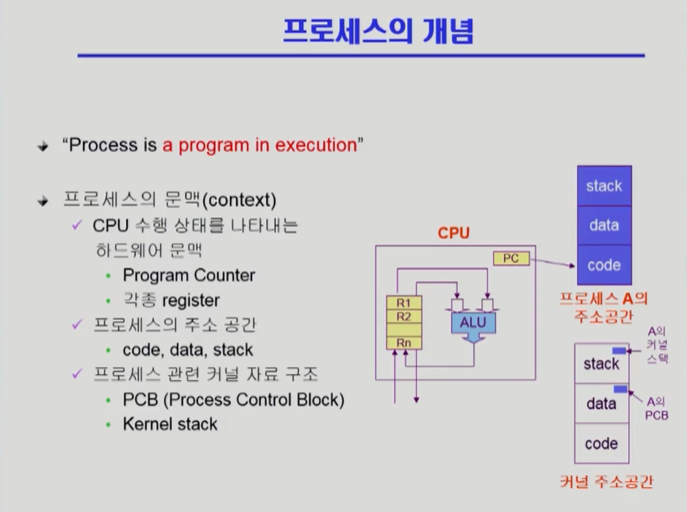 프로세스의 개념
“Process is a program in execution”
프로세스의 문맥(context)
CPU 수행 상태를 나타내는
하드웨어 문맥
Program Counter
각종 register
프로세스의 주소 공간
code, data, stack
프로세스 관련 커널 자료 구조
PCB (Process Control Block)
Kernel stack
CPU
PC
R1
R2
Rn
ALU
stack
data
code
프로세스 A의
주소공간
stack
data
code
A의
커널
스택
A의
PCB
커널 주소공간